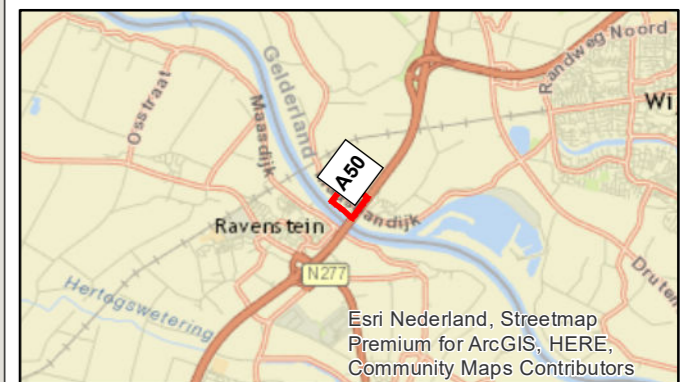 Randweg Noord
Gelderland
Osstraat
Maasdijk
Wij
A50
andijk
Ravenstein
N277
Hertogswetering
Druten
Esri Nederland, Streetmap
Premium for ArcGIS, HERE,
Community Maps Contributors